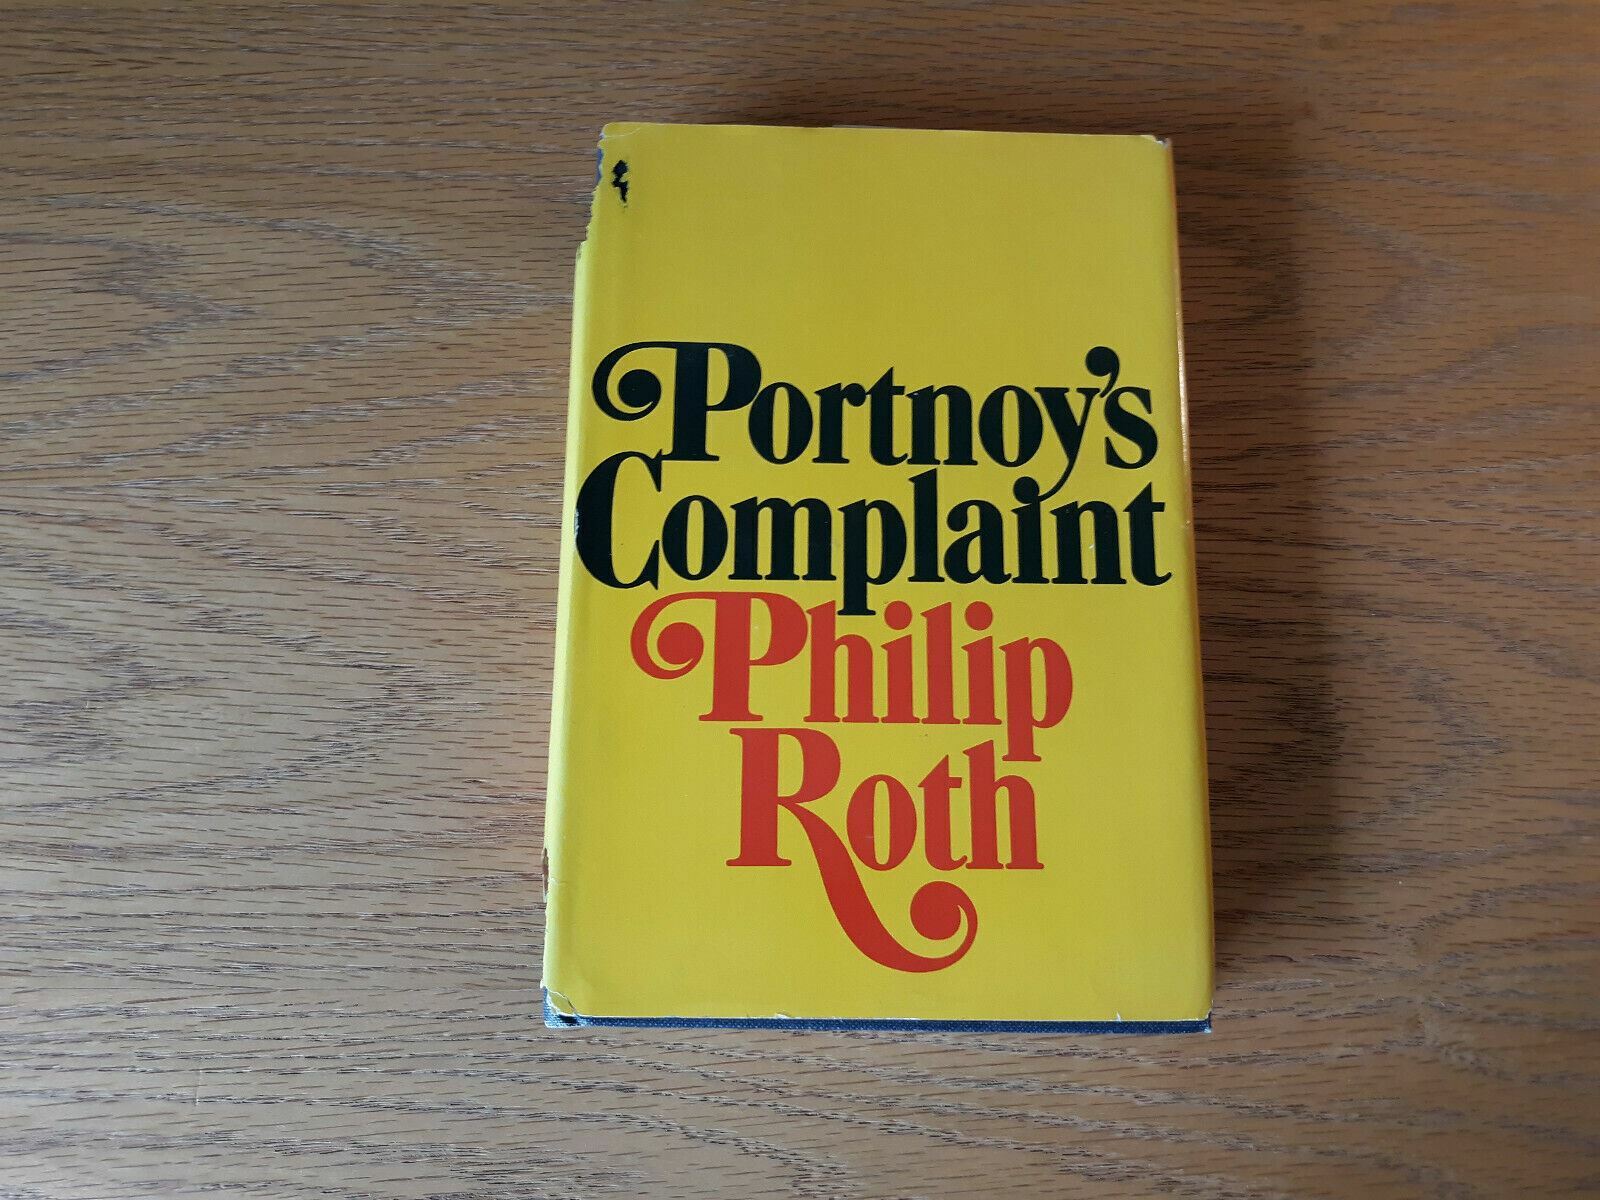 Portnoy's
Complaint
Philip
Roth